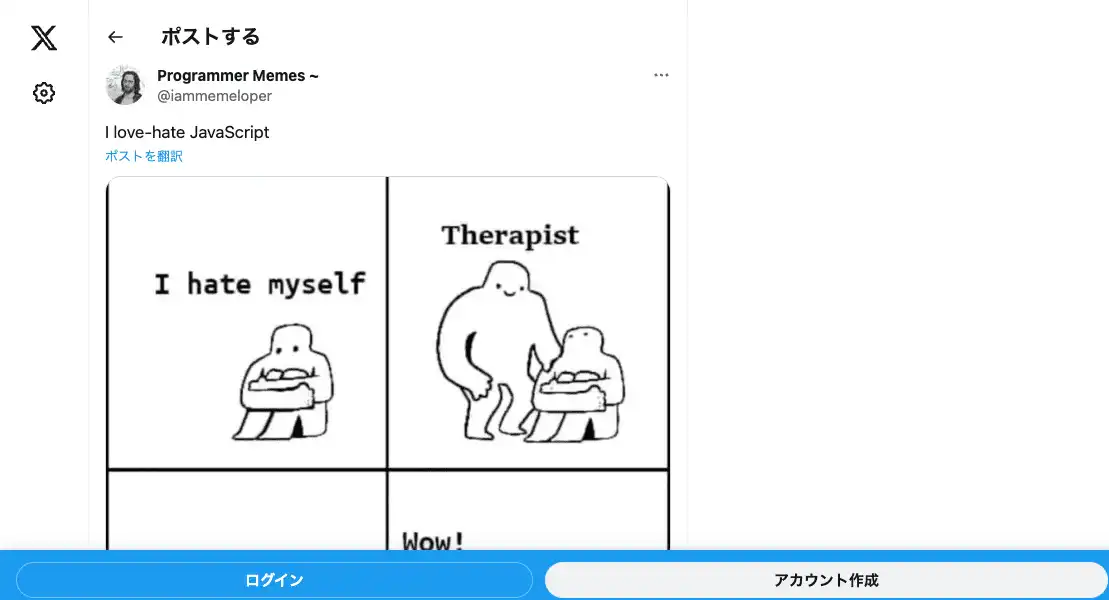 ポストする
Programmer Memes ~
@iammemeloper
I love-hate JavaScript
ポストを翻訳
I hate myself
Therapist
Wow!
ログイン
アカウント作成